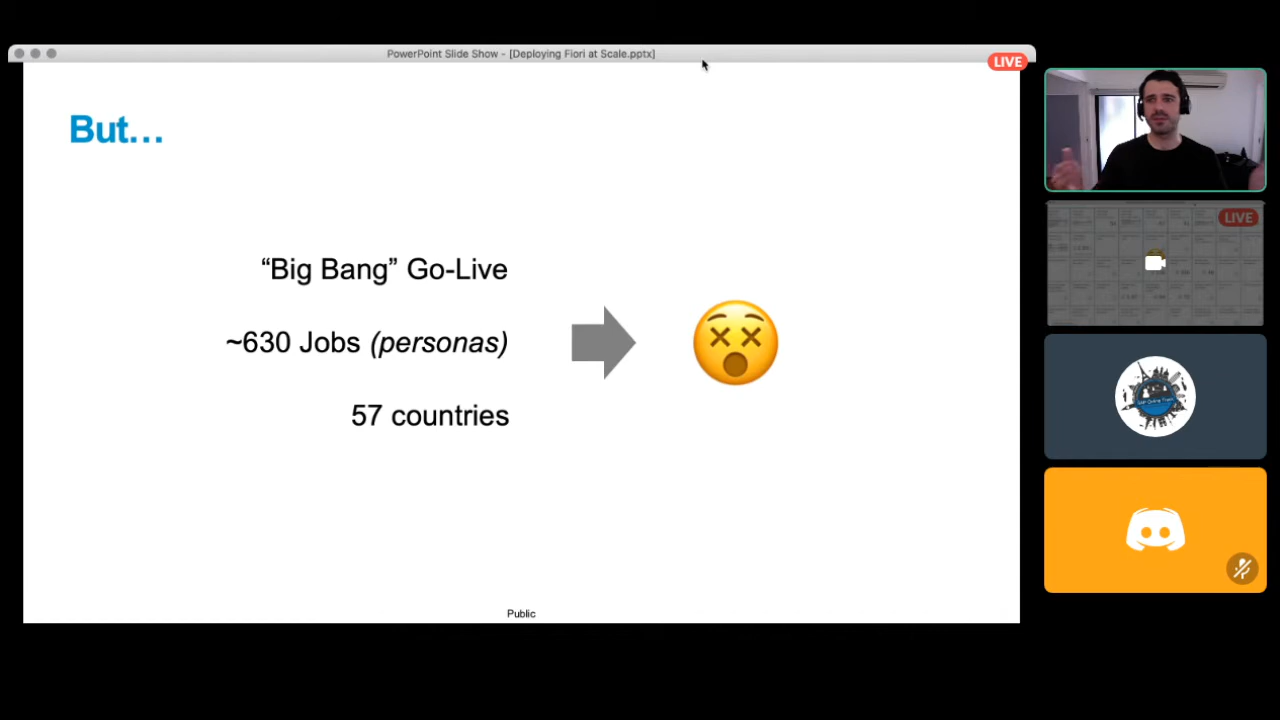 PowerPoint Slide Show - [Deploying Fiori at Scale.pptx]
LIVE
But…
“Big Bang” Go-Live
~630 Jobs (personas)
57 countries
Public
LIVE